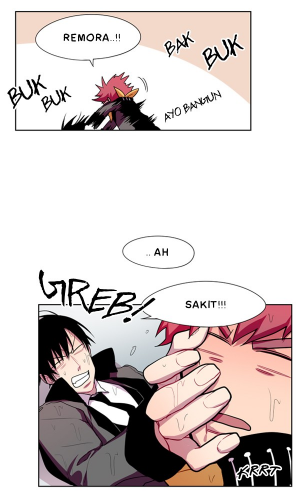 REMORA..!!
BAK
BUK
BUK
BUK
AYO BANGUN
.. AH
GREB!
SAKIT!!!
KRRT